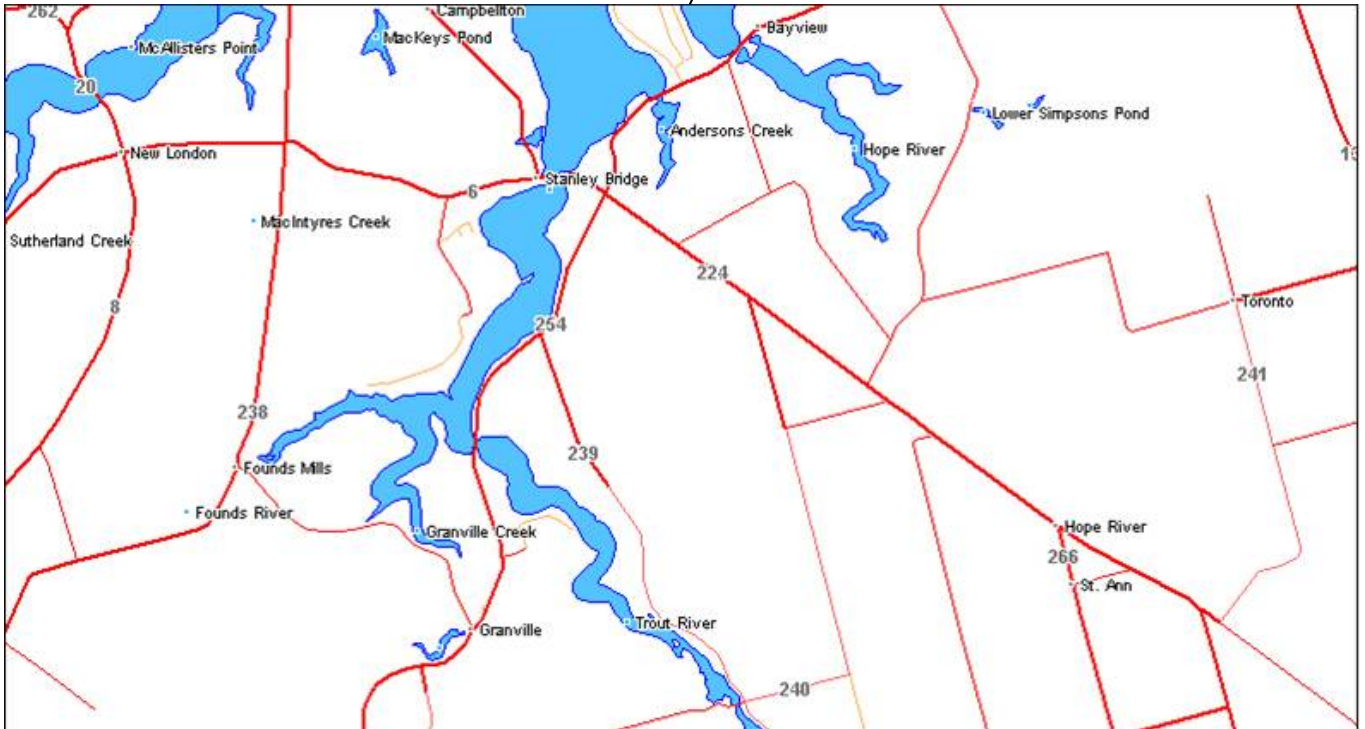 262
Campbellton
Bayview
MacKeys Pond
McAllisters Point
20
Lower Simpsons Pond
Andersons Creek
New London
Hope River
Stanley Bridge
6
MacIntyres Creek
Sutherland Creek
224
8
Toronto
254
241
238
239
Founds Mills
Founds River
Hope River
Granville Creek
266
St. Ann
Trout River
Granville
240